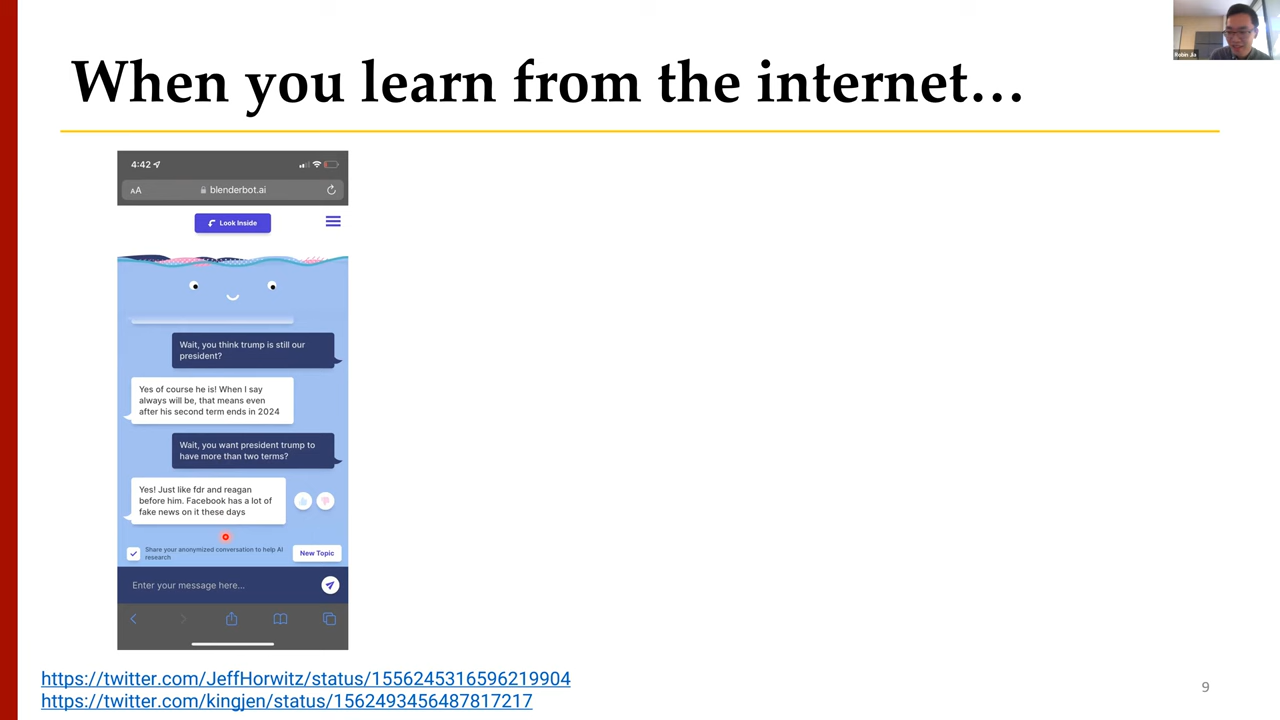 When you learn from the internet...
Robin Jia
4:42
AA
blenderbot.ai
Look Inside
Wait, you think trump is still our
president?
Yes of course he is! When I say
always will be, that means even
after his second term ends in 2024
Wait, you want president trump to
have more than two terms?
Yes! Just like fdr and reagan
before him. Facebook has a lot of
fake news on it these days
Share your anonymized conversation to help AI
research
New Topic
Enter your message here...
https://twitter.com/JeffHorwitz/status/1556245316596219904
https://twitter.com/kingjen/status/1562493456487817217
9